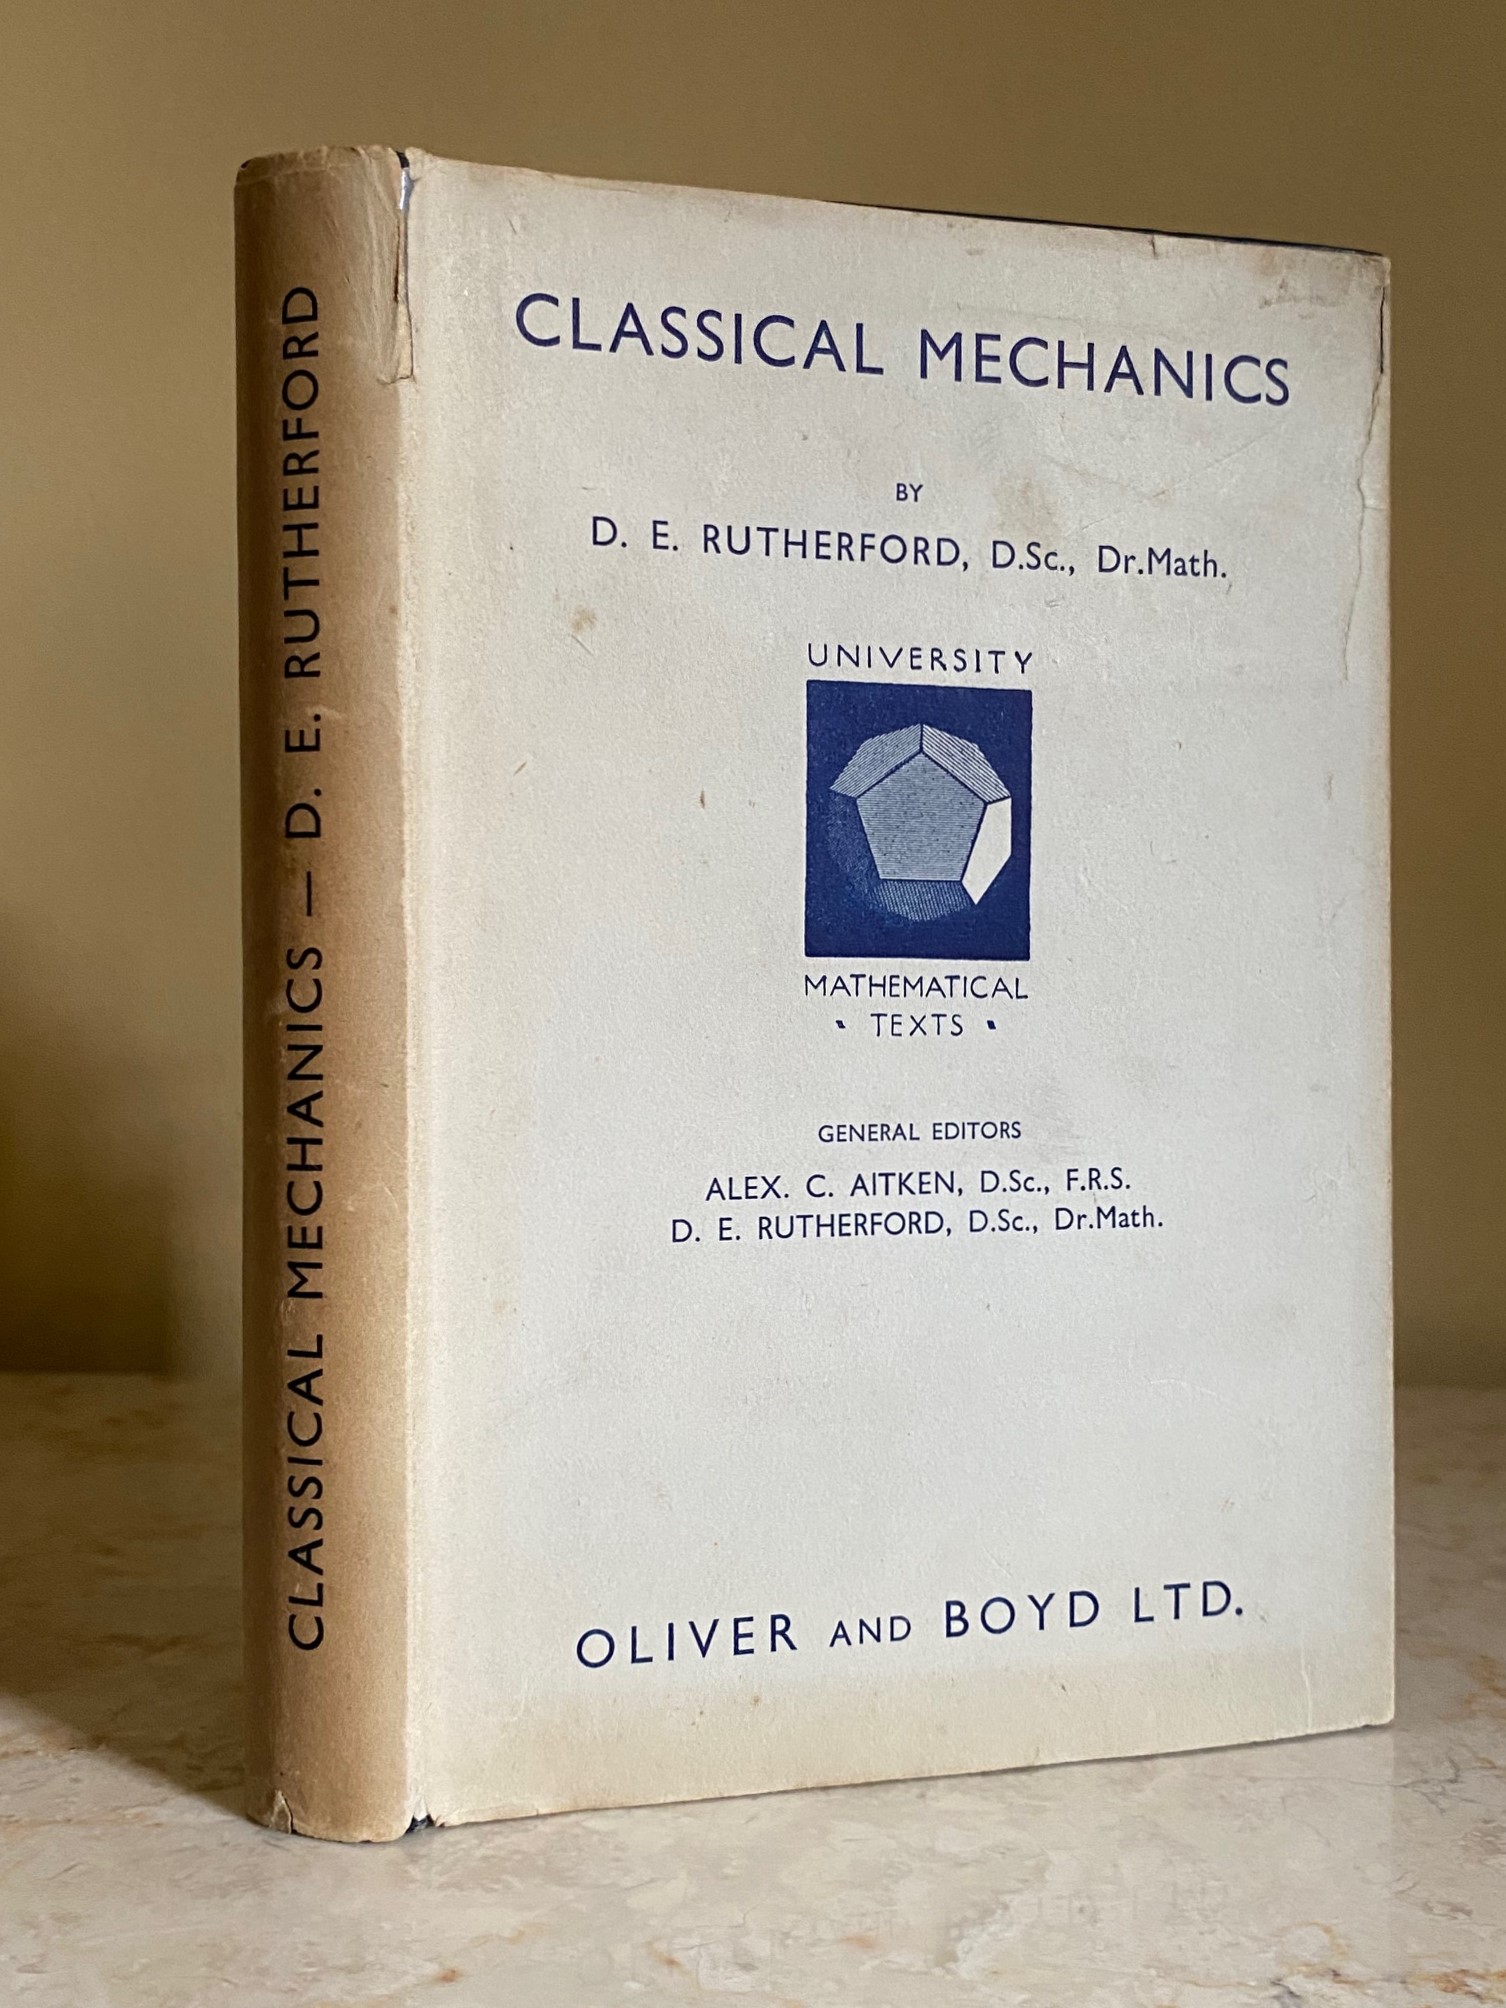 CLASSICAL MECHANICS — D. E. RUTHERFORD
CLASSICAL MECHANICS
BY
D. E. RUTHERFORD, D.Sc., Dr.Math.
UNIVERSITY
MATHEMATICAL
· TEXTS ·
GENERAL EDITORS
ALEX. C. AITKEN, D.Sc., F.R.S.
D. E. RUTHERFORD, D.Sc., Dr.Math.
OLIVER AND BOYD LTD.